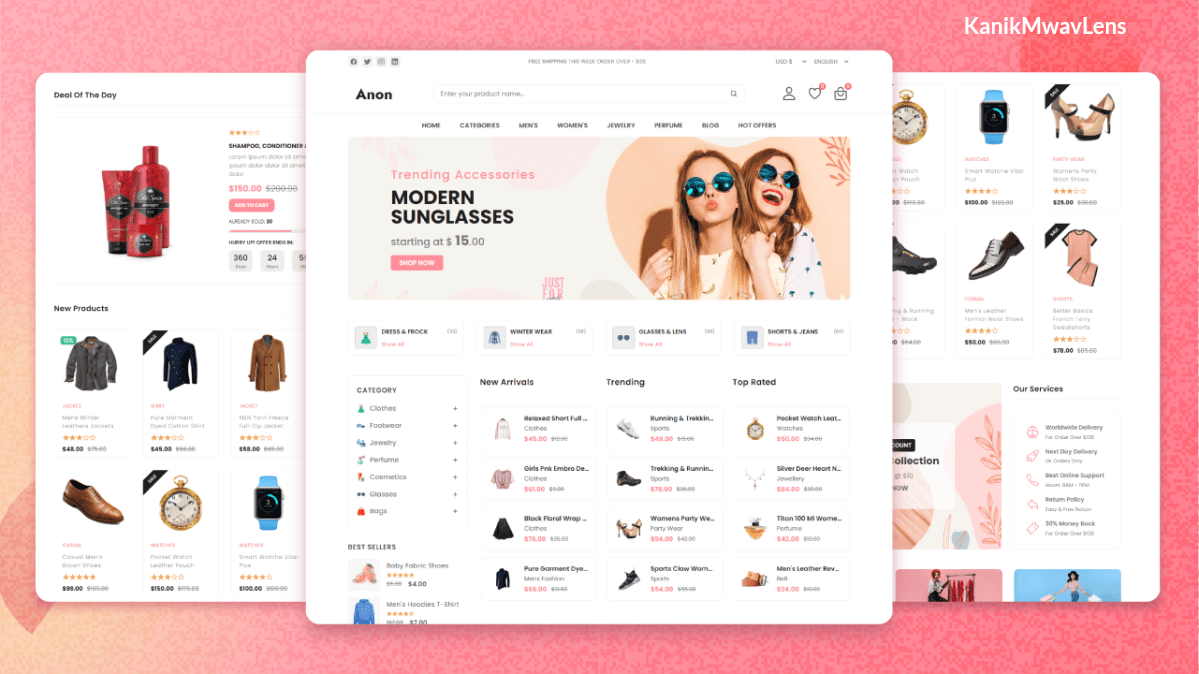 KanikMwavLens
Deal Of The Day
SHAMPOO, CONDITIONER &
Lorem ipsum dolor sit
ipsum dolor sit amet
dolor
$150.00 $200.00
ADD TO CART
ALREADY SOLD: 20
HURRY UP! OFFER ENDS IN:
360 24
Days Hours
New Products
15%
SALE
JACKET SHIRT JACKET
Mens Winter
Leathers Jackets
Pure Garment
Dyed Cotton Shirt
MEN Yarn Fleece
Full-Zip Jacket
$48.00 $75.00
$45.00 $56.00
$58.00
SALE
CASUAL WATCHES WATCHES
Casual Men's
Brown Shoes
Pocket Watch
Leather Pouch
Smart Watche Vital
Plus
$99.00 $105.00
$150.00 $170.00
$100.00 $120.00
FREE SHIPPING THIS WEEK ORDER OVER - $55
USD $ ENGLISH
Anon
Enter your product name...
0 0
HOME CATEGORIES MEN'S WOMEN'S JEWELRY PERFUME BLOG HOT OFFERS
Trending Accessories
MODERN
SUNGLASSES
starting at $ 15.00
SHOP NOW
JUST
FOR
DRESS & FROCK
Show All
WINTER WEAR
Show All
GLASSES & LENS
Show All
SHORTS & JEANS
Show All
CATEGORY
Clothes +
Footwear +
Jewelry +
Perfume +
Cosmetics +
Glasses +
Bags +
BEST SELLERS
Baby Fabric Shoes
$5.00 $4.00
Men's Hoodies T-Shirt
$7.00
New Arrivals
Relaxed Short Full ...
Clothes
$45.00 $12.00
Girls Pnk Embro De...
Clothes
$61.00 $9.00
Black Floral Wrap ...
Clothes
$76.00 $25.00
Pure Garment Dye...
Mens Fashion
$68.00 $31.00
Trending
Running & Trekkin...
Sports
$49.00 $15.00
Trekking & Runnin...
Sports
$78.00 $36.00
Womens Party We...
Party Wear
$94.00 $42.00
Sports Claw Wom...
Sports
$54.00 $65.00
Top Rated
Pocket Watch Leat...
Watches
$50.00 $34.00
Silver Deer Heart N...
Jewellery
$84.00 $30.00
Titan 100 Ml Wome...
Perfume
$42.00 $10.00
Men's Leather Rev...
Belt
$24.00 $10.00
SALE
WATCHES PARTY WEAR
Watch
Pouch
Smart Watche Vital
Plus
Womens Party
Wear Shoes
$170.00
$100.00 $120.00
$25.00 $30.00
SALE
FORMAL SHORTS
& Running
- Black
Men's Leather
Formal Wear Shoes
Better Basics
French Terry
Sweatshorts
$64.00
$50.00 $65.00
$78.00 $85.00
COUNT
ollection
@ $10
NOW
Our Services
Worldwide Delivery
For Order Over $100
Next Day Delivery
UK Orders Only
Best Online Support
Hours: 8AM - 11PM
Return Policy
Easy & Free Return
30% Money Back
For Order Over $100